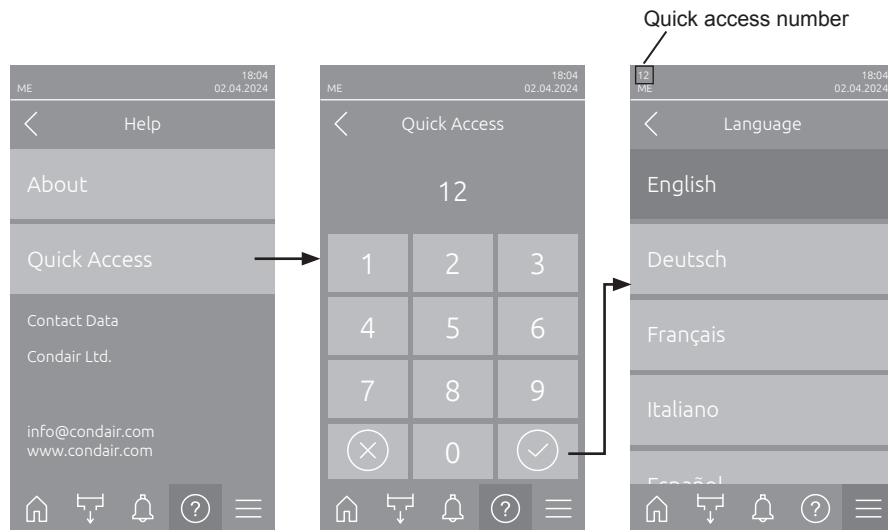 Quick access number
18:04
ME 02.04.2024
Help
About
Quick Access
Contact Data
Condair Ltd.
info@condair.com
www.condair.com
?
18:04
ME 02.04.2024
Quick Access
12
1 2 3
4 5 6
7 8 9
0
?
12 18:04
ME 02.04.2024
Language
English
Deutsch
Français
Italiano
Español
?